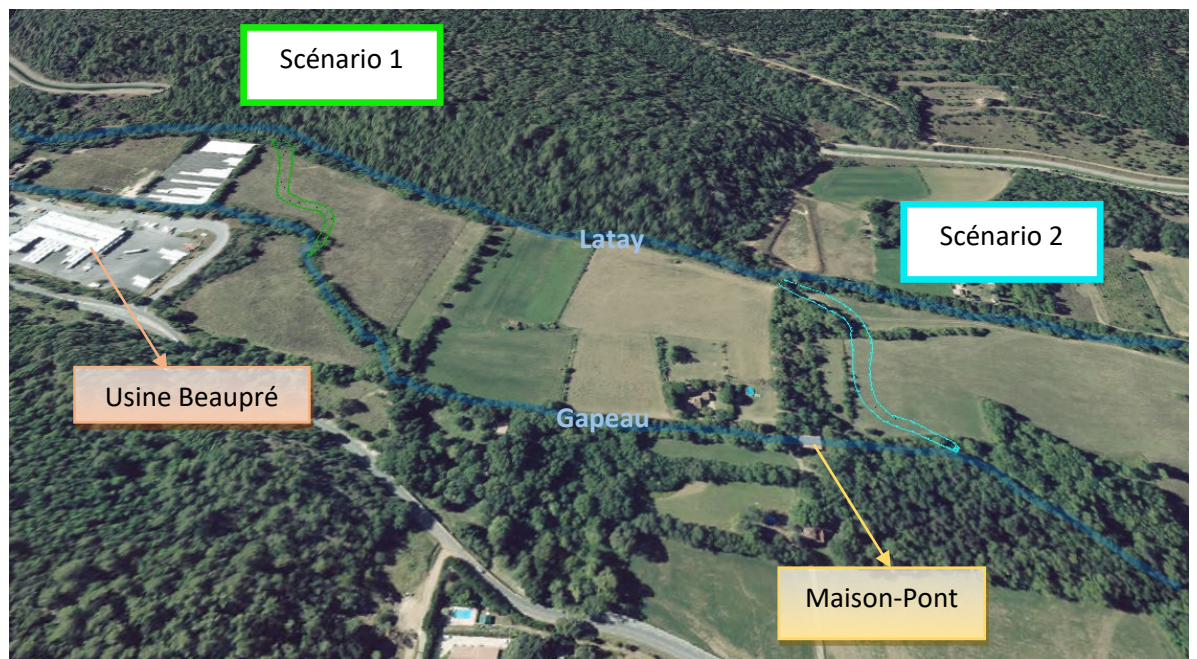 Scénario 1
Scénario 2
Latay
Usine Beaupré
Gapeau
Maison-Pont